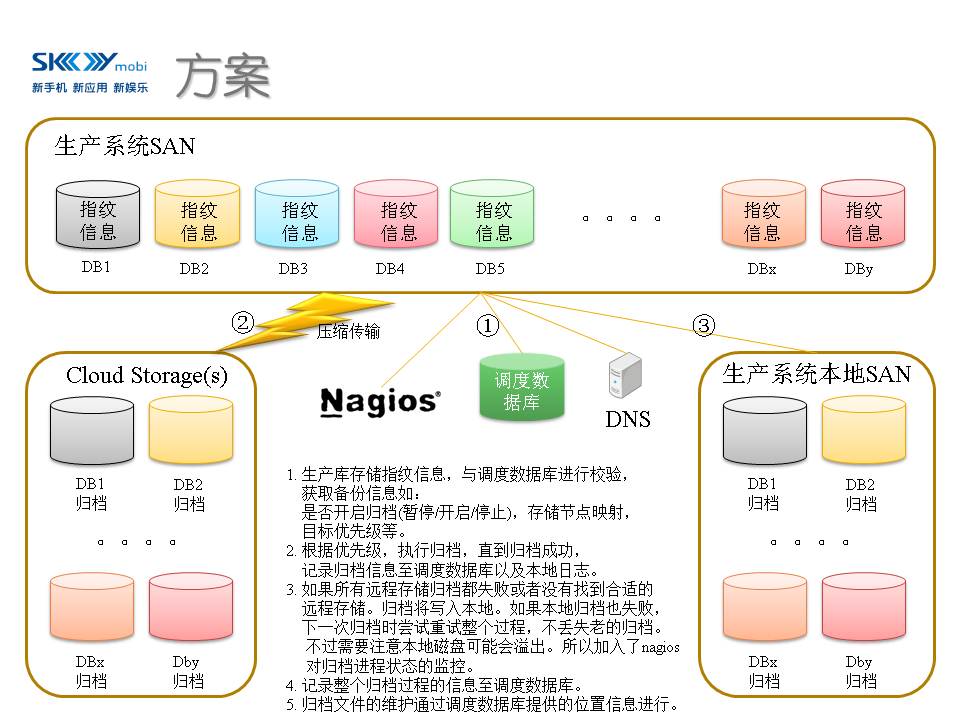 SKYmobi
新手机 新应用 新娱乐
方案
生产系统SAN
指纹
信息
指纹
信息
指纹
信息
指纹
信息
指纹
信息
。。。。
指纹
信息
指纹
信息
DB1
DB2
DB3
DB4
DB5
DBx
DBy
②
压缩传输
①
③
Cloud Storage(s)
DB1
归档
DB2
归档
。。。。
DBx
归档
Dby
归档
Nagios®
调度数
据库
DNS
生产系统本地SAN
DB1
归档
DB2
归档
。。。。
DBx
归档
Dby
归档
1. 生产库存储指纹信息，与调度数据库进行校验，
获取备份信息如：
是否开启归档(暂停/开启/停止)，存储节点映射，
目标优先级等。
2. 根据优先级，执行归档，直到归档成功，
记录归档信息至调度数据库以及本地日志。
3. 如果所有远程存储归档都失败或者没有找到合适的
远程存储。归档将写入本地。如果本地归档也失败，
下一次归档时尝试重试整个过程，不丢失老的归档。
不过需要注意本地磁盘可能会溢出。所以加入了nagios
对归档进程状态的监控。
4. 记录整个归档过程的信息至调度数据库。
5. 归档文件的维护通过调度数据库提供的位置信息进行。